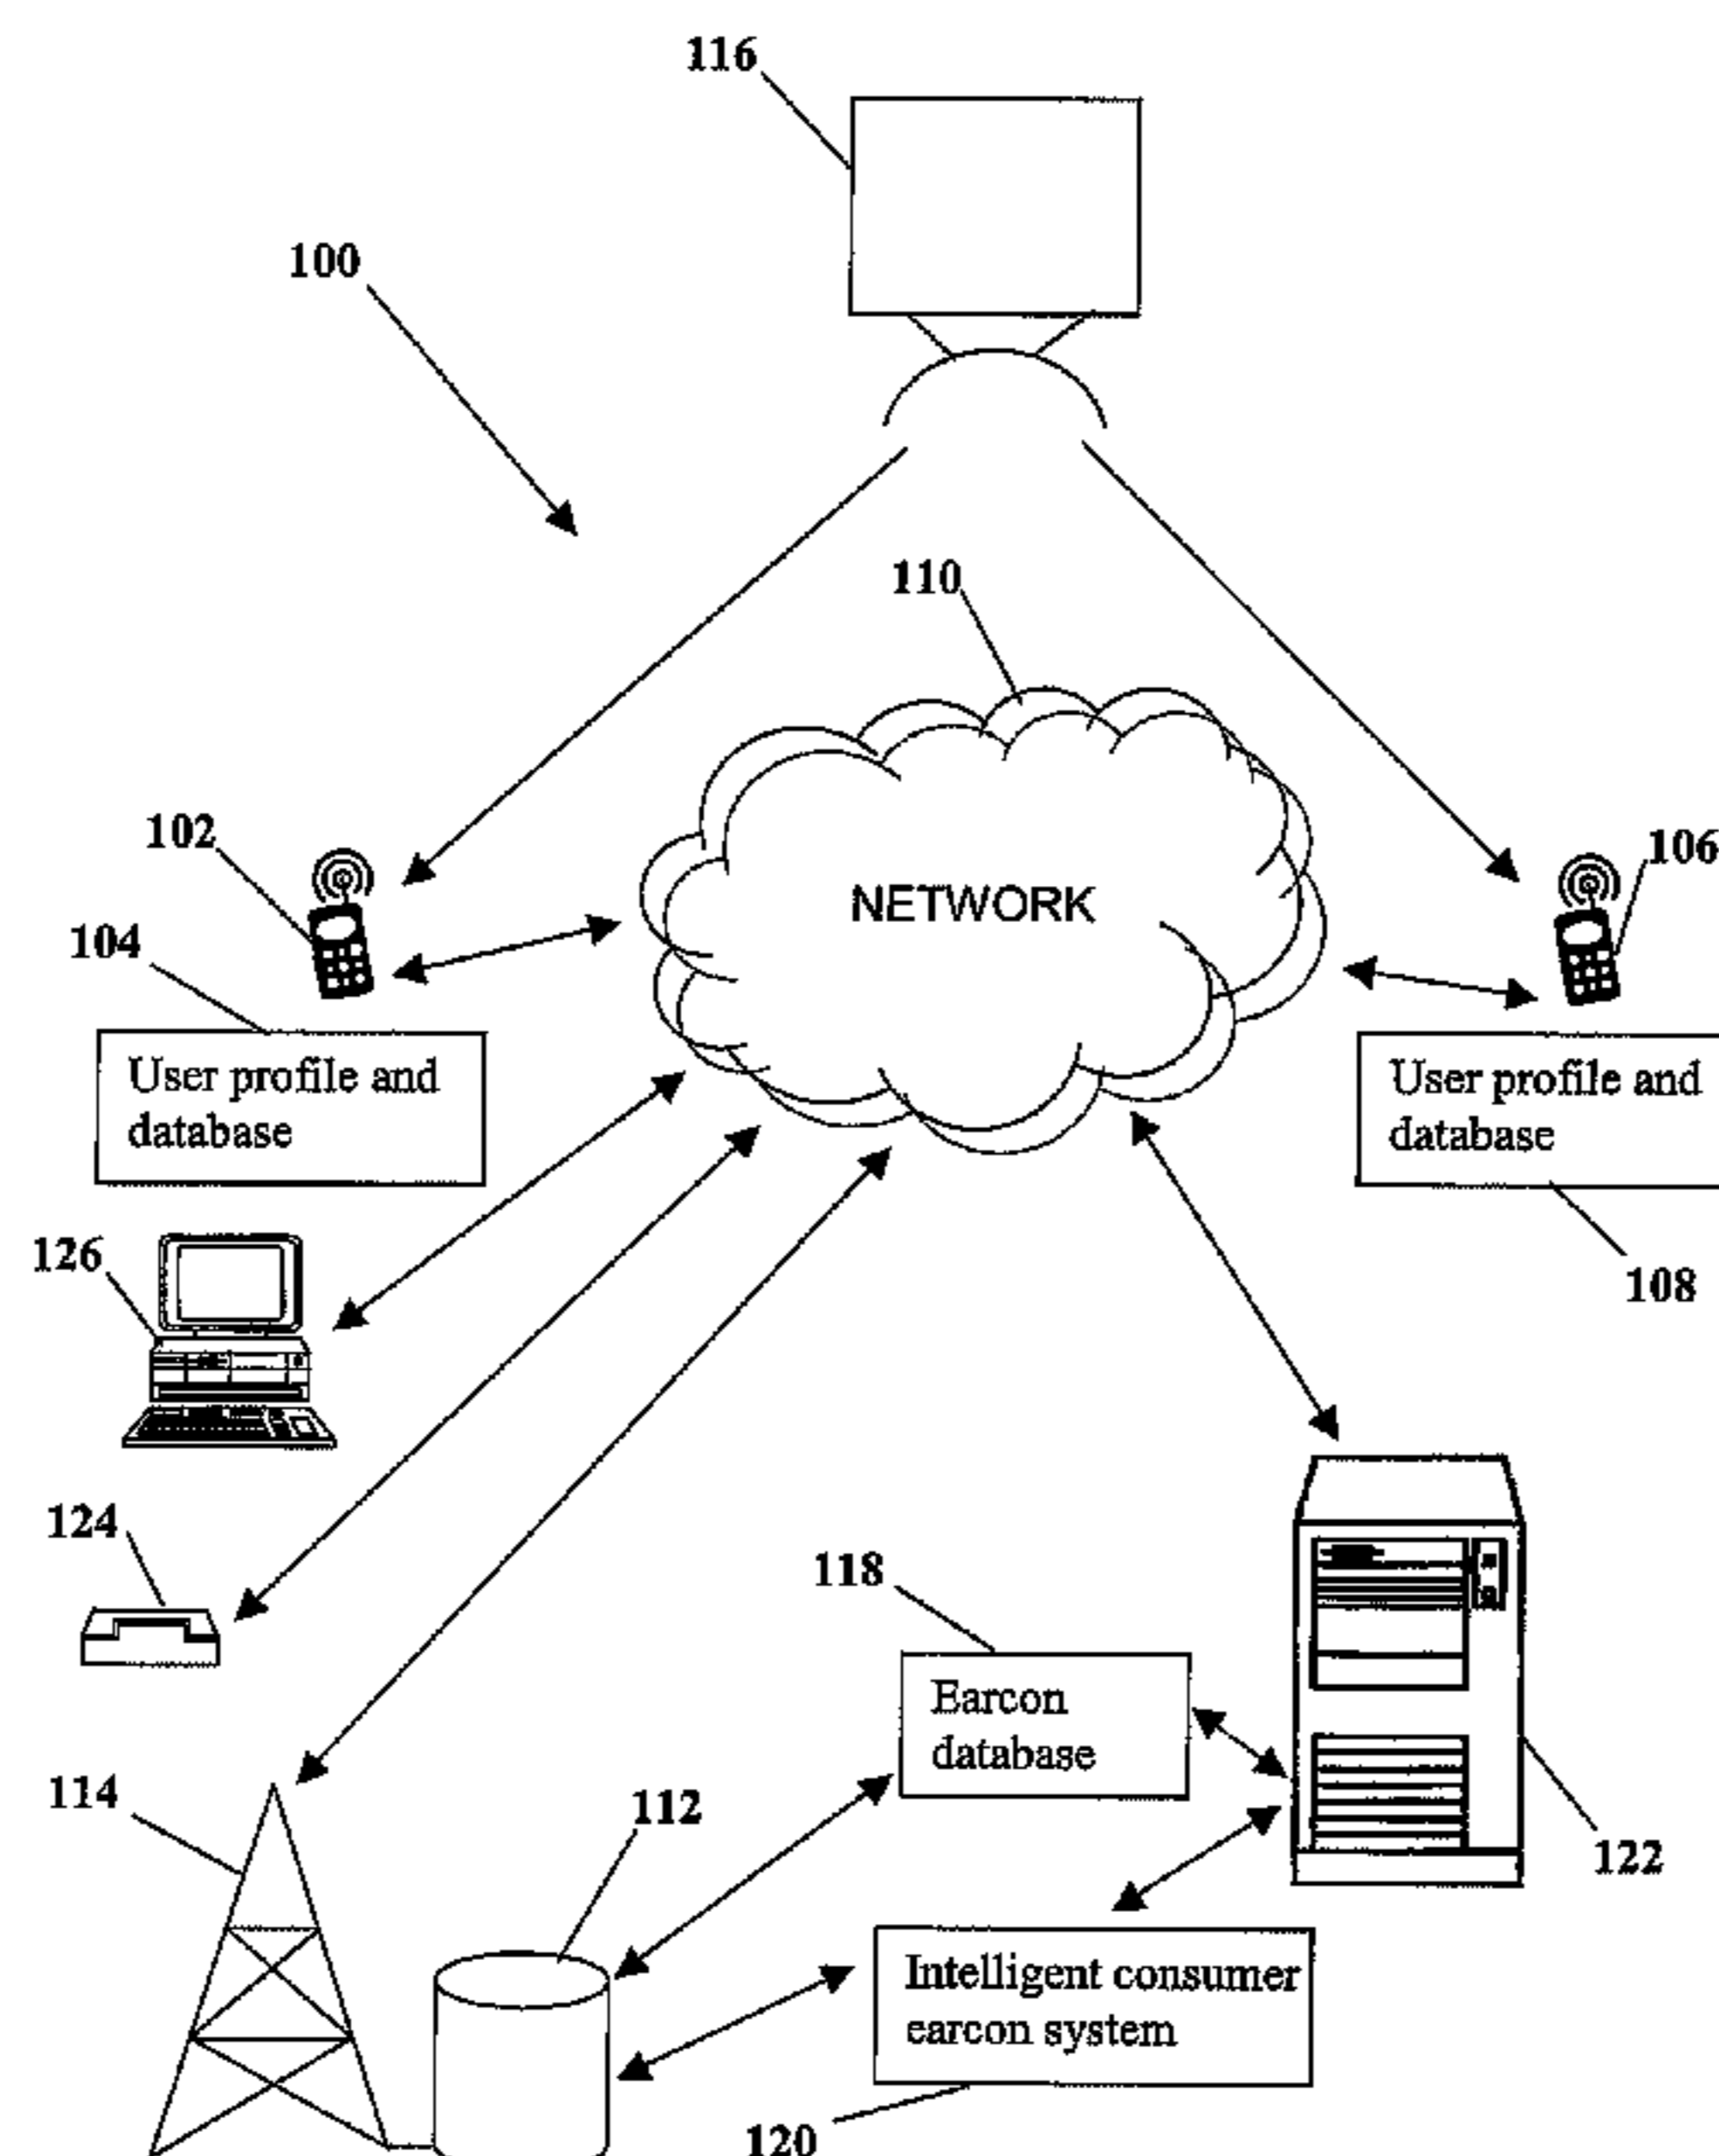 116
100
110
102
106
NETWORK
104
User profile and
database
User profile and
database
126
108
124
118
Earcon
database
114
112
122
Intelligent consumer
earcon system
120